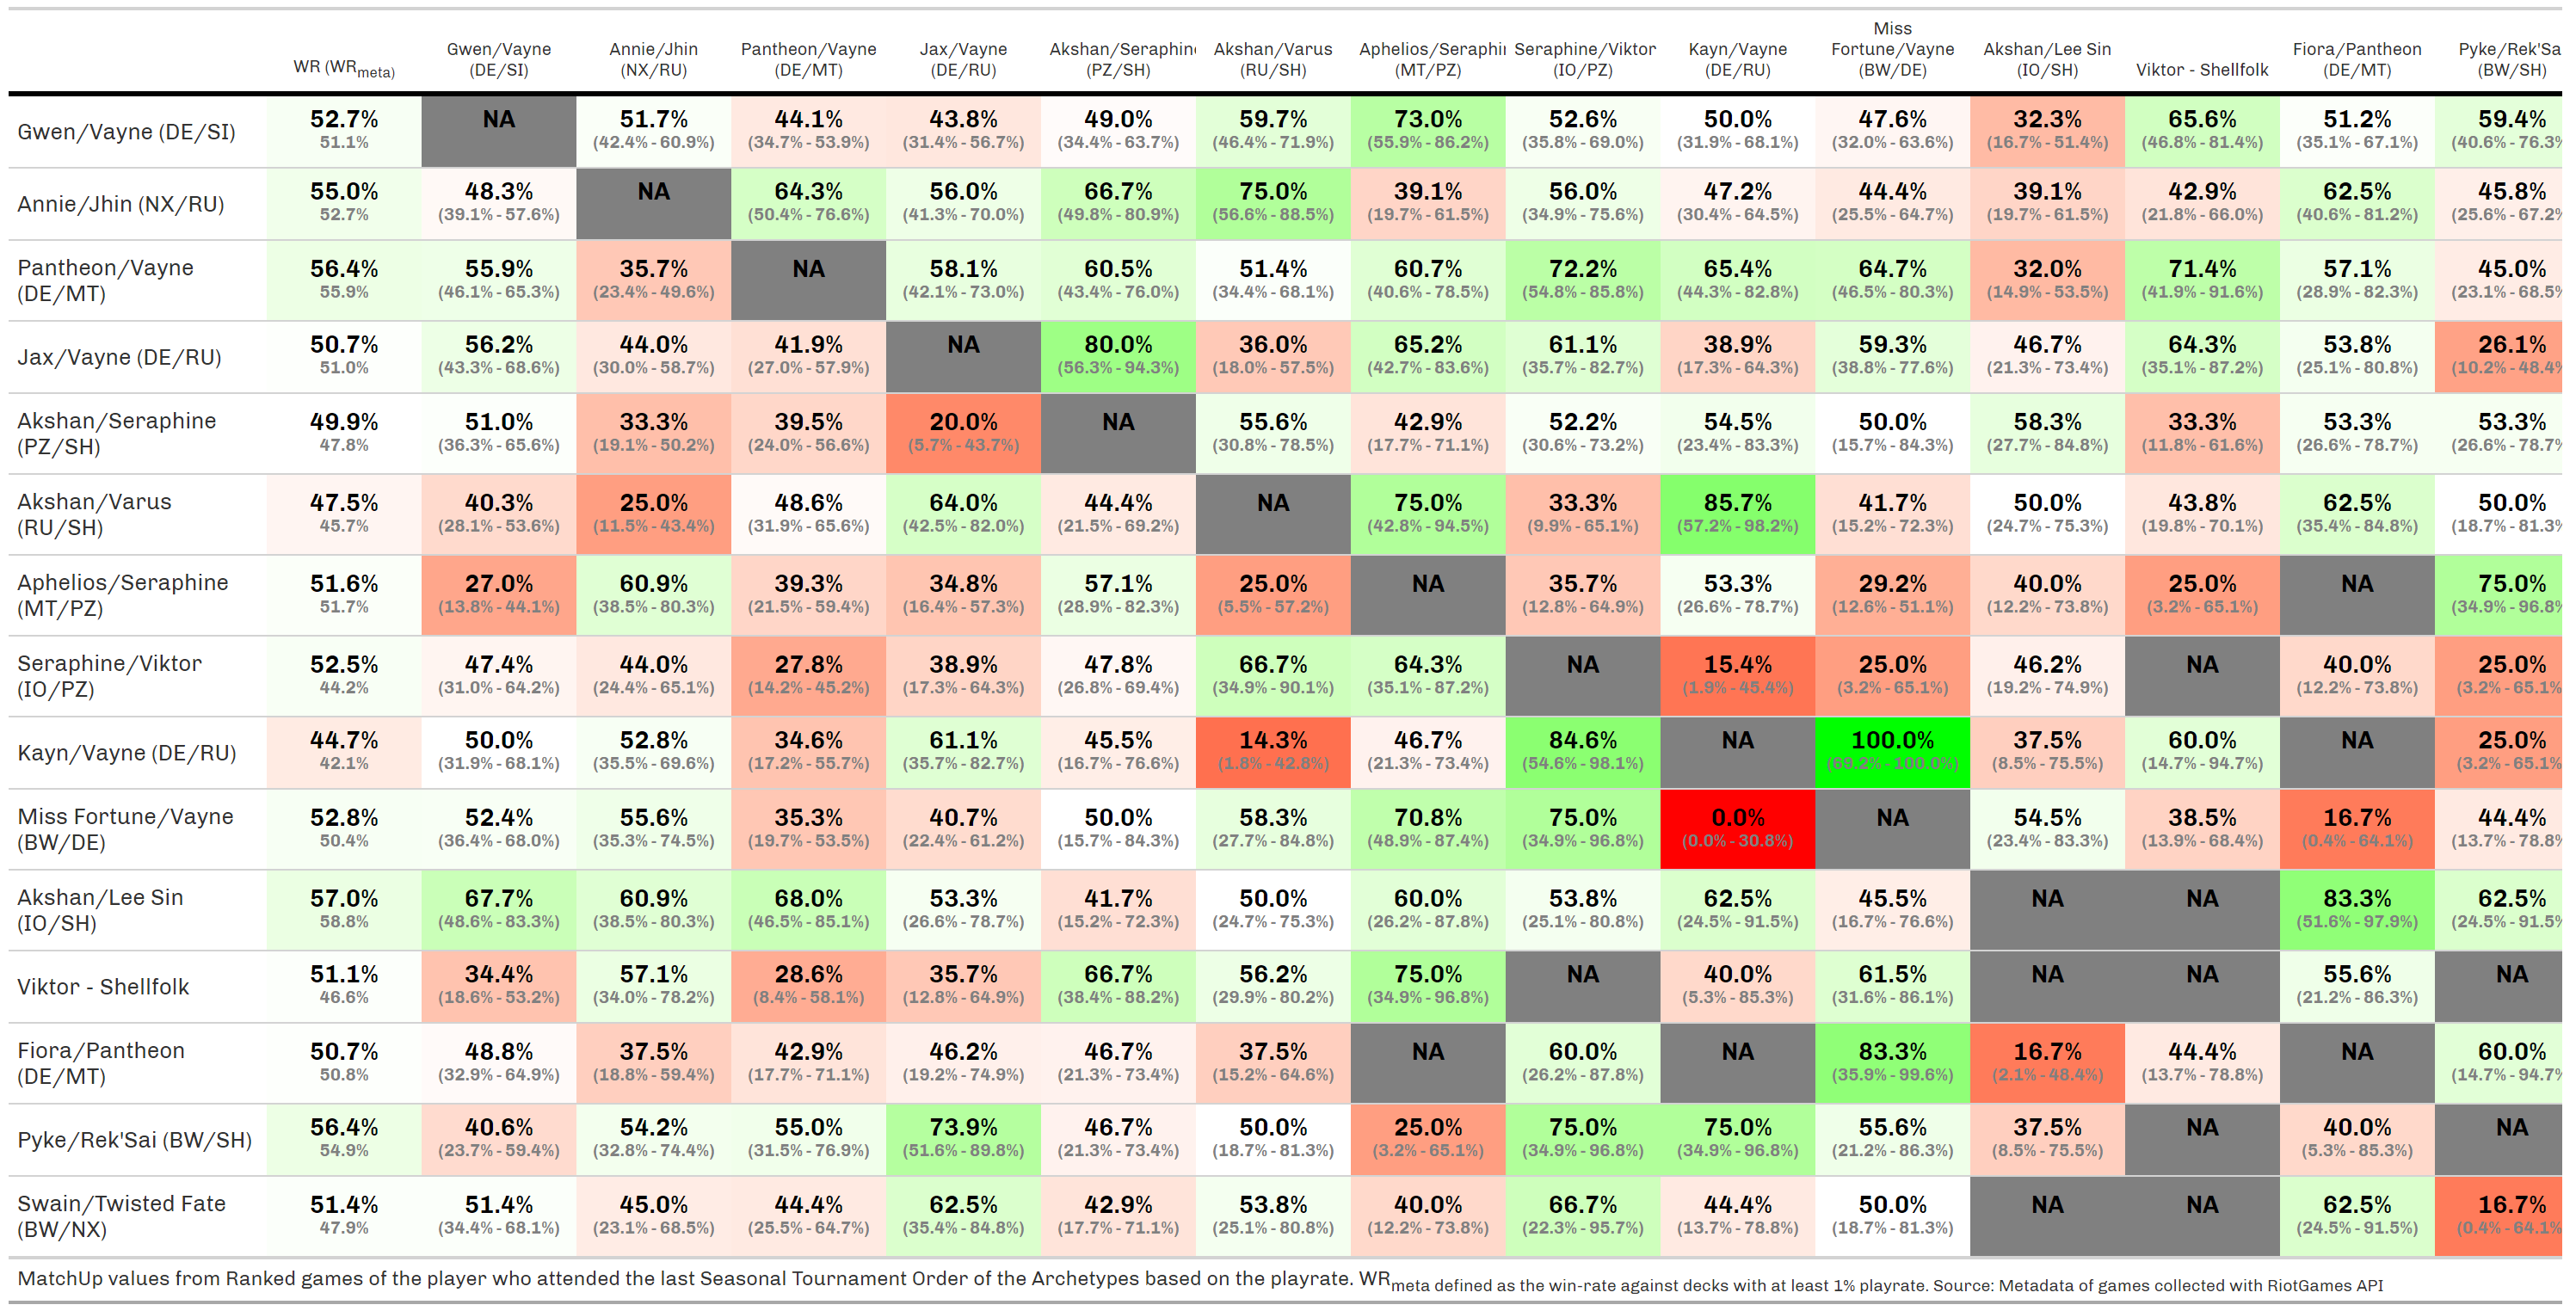 WR (WRmeta) Gwen/Vayne (DE/SI) Annie/Jhin (NX/RU) Pantheon/Vayne (DE/MT) Jax/Vayne (DE/RU) Akshan/Seraphin (PZ/SH) Akshan/Varus (RU/SH) Aphelios/Seraphi (MT/PZ) Seraphine/Viktor (IO/PZ) Kayn/Vayne (DE/RU) Miss Fortune/Vayne (BW/DE) Akshan/Lee Sin (IO/SH) Viktor - Shellfolk Fiora/Pantheon (DE/MT) Pyke/Rek'Sa (BW/SH)
Gwen/Vayne (DE/SI) 52.7% NA 51.7% 44.1% 43.8% 49.0% 59.7% 73.0% 52.6% 50.0% 47.6% 32.3% 65.6% 51.2% 59.4%
51.1% (42.4% - 60.9%) (34.7% - 53.9%) (31.4% - 56.7%) (34.4% - 63.7%) (46.4% - 71.9%) (55.9% - 86.2%) (35.8% - 69.0%) (31.9% - 68.1%) (32.0% - 63.6%) (16.7% - 51.4%) (46.8% - 81.4%) (35.1% - 67.1%) (40.6% - 76.3%
Annie/Jhin (NX/RU) 55.0% 48.3% NA 64.3% 56.0% 66.7% 75.0% 39.1% 56.0% 47.2% 44.4% 39.1% 42.9% 62.5% 45.8%
52.7% (39.1% - 57.6%) (50.4% - 76.6%) (41.3% - 70.0%) (49.8% - 80.9%) (56.6% - 88.5%) (19.7% - 61.5%) (34.9% - 75.6%) (30.4% - 64.5%) (25.5% - 64.7%) (19.7% - 61.5%) (21.8% - 66.0%) (40.6% - 81.2%) (25.6% - 67.2%
Pantheon/Vayne (DE/MT) 56.4% 55.9% 35.7% NA 58.1% 60.5% 51.4% 60.7% 72.2% 65.4% 64.7% 32.0% 71.4% 57.1% 45.0%
55.9% (46.1% - 65.3%) (23.4% - 49.6%) (42.1% - 73.0%) (43.4% - 76.0%) (34.4% - 68.1%) (40.6% - 78.5%) (54.8% - 85.8%) (44.3% - 82.8%) (46.5% - 80.3%) (14.9% - 53.5%) (41.9% - 91.6%) (28.9% - 82.3%) (23.1% - 68.5%
Jax/Vayne (DE/RU) 50.7% 56.2% 44.0% 41.9% NA 80.0% 36.0% 65.2% 61.1% 38.9% 59.3% 46.7% 64.3% 53.8% 26.1%
51.0% (43.3% - 68.6%) (30.0% - 58.7%) (27.0% - 57.9%) (56.3% - 94.3%) (18.0% - 57.5%) (42.7% - 83.6%) (35.7% - 82.7%) (17.3% - 64.3%) (38.8% - 77.6%) (21.3% - 73.4%) (35.1% - 87.2%) (25.1% - 80.8%) (10.2% - 48.4%
Akshan/Seraphine (PZ/SH) 49.9% 51.0% 33.3% 39.5% 20.0% NA 55.6% 42.9% 52.2% 54.5% 50.0% 58.3% 33.3% 53.3% 53.3%
47.8% (36.3% - 65.6%) (19.1% - 50.2%) (24.0% - 56.6%) (5.7% - 43.7%) (30.8% - 78.5%) (17.7% - 71.1%) (30.6% - 73.2%) (23.4% - 83.3%) (15.7% - 84.3%) (27.7% - 84.8%) (11.8% - 61.6%) (26.6% - 78.7%) (26.6% - 78.7%
Akshan/Varus (RU/SH) 47.5% 40.3% 25.0% 48.6% 64.0% 44.4% NA 75.0% 33.3% 85.7% 41.7% 50.0% 43.8% 62.5% 50.0%
45.7% (28.1% - 53.6%) (11.5% - 43.4%) (31.9% - 65.6%) (42.5% - 82.0%) (21.5% - 69.2%) (42.8% - 94.5%) (9.9% - 65.1%) (57.2% - 98.2%) (15.2% - 72.3%) (24.7% - 75.3%) (19.8% - 70.1%) (35.4% - 84.8%) (18.7% - 81.3%
Aphelios/Seraphine (MT/PZ) 51.6% 27.0% 60.9% 39.3% 34.8% 57.1% 25.0% NA 35.7% 53.3% 29.2% 40.0% 25.0% NA 75.0%
51.7% (13.8% - 44.1%) (38.5% - 80.3%) (21.5% - 59.4%) (16.4% - 57.3%) (28.9% - 82.3%) (5.5% - 57.2%) (12.8% - 64.9%) (26.6% - 78.7%) (12.6% - 51.1%) (12.2% - 73.8%) (3.2% - 65.1%) (34.9% - 96.8%
Seraphine/Viktor (IO/PZ) 52.5% 47.4% 44.0% 27.8% 38.9% 47.8% 66.7% 64.3% NA 15.4% 25.0% 46.2% NA 40.0% 25.0%
44.2% (31.0% - 64.2%) (24.4% - 65.1%) (14.2% - 45.2%) (17.3% - 64.3%) (26.8% - 69.4%) (34.9% - 90.1%) (35.1% - 87.2%) (1.9% - 45.4%) (3.2% - 65.1%) (19.2% - 74.9%) (12.2% - 73.8%) (3.2% - 65.1%
Kayn/Vayne (DE/RU) 44.7% 50.0% 52.8% 34.6% 61.1% 45.5% 14.3% 46.7% 84.6% NA 100.0% 37.5% 60.0% NA 25.0%
42.1% (31.9% - 68.1%) (35.5% - 69.6%) (17.2% - 55.7%) (35.7% - 82.7%) (16.7% - 76.6%) (1.8% - 42.8%) (21.3% - 73.4%) (54.6% - 98.1%) (69.2% - 100.0%) (8.5% - 75.5%) (14.7% - 94.7%) (3.2% - 65.1%
Miss Fortune/Vayne (BW/DE) 52.8% 52.4% 55.6% 35.3% 40.7% 50.0% 58.3% 70.8% 75.0% 0.0% NA 54.5% 38.5% 16.7% 44.4%
50.4% (36.4% - 68.0%) (35.3% - 74.5%) (19.7% - 53.5%) (22.4% - 61.2%) (15.7% - 84.3%) (27.7% - 84.8%) (48.9% - 87.4%) (34.9% - 96.8%) (0.0% - 30.8%) (23.4% - 83.3%) (13.9% - 68.4%) (0.4% - 64.1%) (13.7% - 78.8%
Akshan/Lee Sin (IO/SH) 57.0% 67.7% 60.9% 68.0% 53.3% 41.7% 50.0% 60.0% 53.8% 62.5% 45.5% NA NA 83.3% 62.5%
58.8% (48.6% - 83.3%) (38.5% - 80.3%) (46.5% - 85.1%) (26.6% - 78.7%) (15.2% - 72.3%) (24.7% - 75.3%) (26.2% - 87.8%) (25.1% - 80.8%) (24.5% - 91.5%) (16.7% - 76.6%) (51.6% - 97.9%) (24.5% - 91.5%
Viktor - Shellfolk 51.1% 34.4% 57.1% 28.6% 35.7% 66.7% 56.2% 75.0% NA 40.0% 61.5% NA NA 55.6% NA
46.6% (18.6% - 53.2%) (34.0% - 78.2%) (8.4% - 58.1%) (12.8% - 64.9%) (38.4% - 88.2%) (29.9% - 80.2%) (34.9% - 96.8%) (5.3% - 85.3%) (31.6% - 86.1%) (21.2% - 86.3%)
Fiora/Pantheon (DE/MT) 50.7% 48.8% 37.5% 42.9% 46.2% 46.7% 37.5% NA 60.0% NA 83.3% 16.7% 44.4% NA 60.0%
50.8% (32.9% - 64.9%) (18.8% - 59.4%) (17.7% - 71.1%) (19.2% - 74.9%) (21.3% - 73.4%) (15.2% - 64.6%) (26.2% - 87.8%) (35.9% - 99.6%) (2.1% - 48.4%) (13.7% - 78.8%) (14.7% - 94.7%
Pyke/Rek'Sai (BW/SH) 56.4% 40.6% 54.2% 55.0% 73.9% 46.7% 50.0% 25.0% 75.0% 75.0% 55.6% 37.5% NA 40.0% NA
54.9% (23.7% - 59.4%) (32.8% - 74.4%) (31.5% - 76.9%) (51.6% - 89.8%) (21.3% - 73.4%) (18.7% - 81.3%) (3.2% - 65.1%) (34.9% - 96.8%) (34.9% - 96.8%) (21.2% - 86.3%) (8.5% - 75.5%) (5.3% - 85.3%)
Swain/Twisted Fate (BW/NX) 51.4% 51.4% 45.0% 44.4% 62.5% 42.9% 53.8% 40.0% 66.7% 44.4% 50.0% NA NA 62.5% 16.7%
47.9% (34.4% - 68.1%) (23.1% - 68.5%) (25.5% - 64.7%) (35.4% - 84.8%) (17.7% - 71.1%) (25.1% - 80.8%) (12.2% - 73.8%) (22.3% - 95.7%) (13.7% - 78.8%) (18.7% - 81.3%) (24.5% - 91.5%) (0.4% - 64.1%
MatchUp values from Ranked games of the player who attended the last Seasonal Tournament Order of the Archetypes based on the playrate. WRmeta defined as the win-rate against decks with at least 1% playrate. Source: Metadata of games collected with RiotGames API